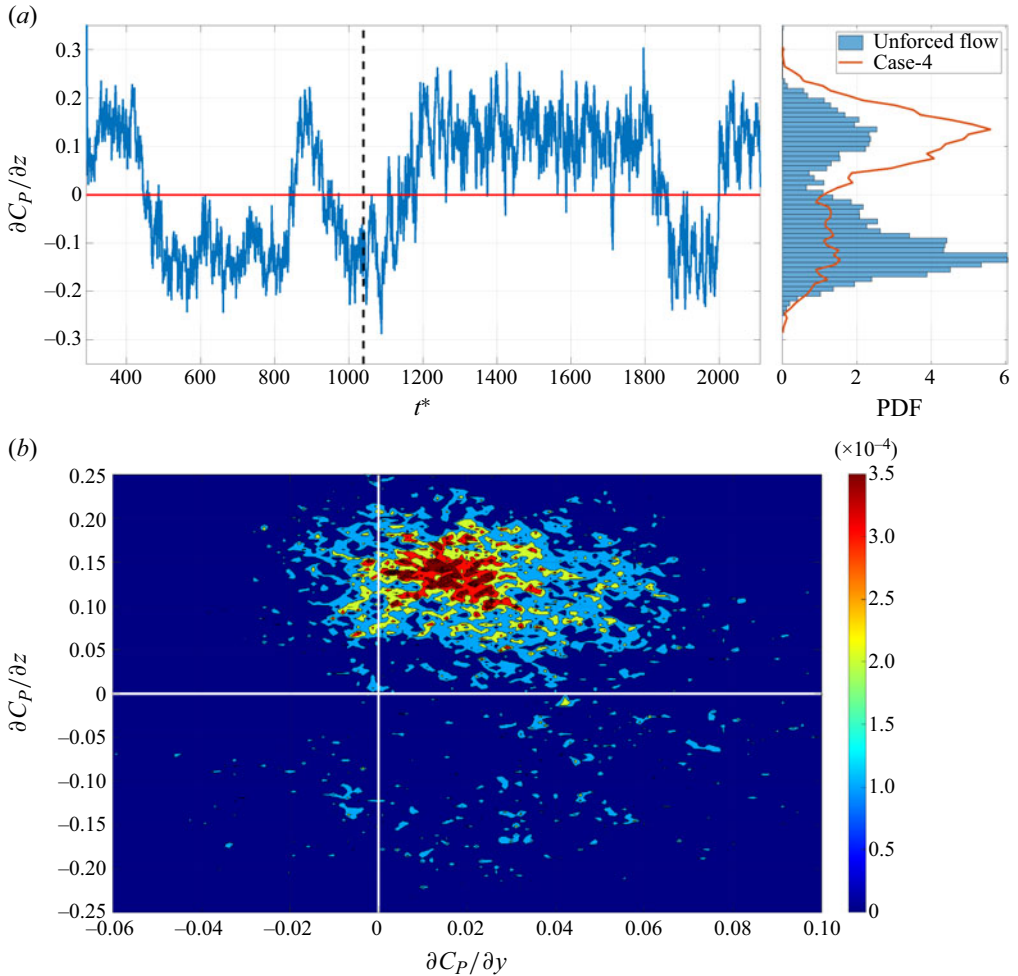 (a)
0.3
0.2
0.1
0
–0.1
–0.2
–0.3
∂C_P/∂z
400 600 800 1000 1200 1400 1600 1800 2000
t*
Unforced flow
Case-4
0 2 4 6
PDF
(b)
(×10⁻⁴)
0.25
0.20
0.15
0.10
0.05
0
–0.05
–0.10
–0.15
–0.20
–0.25
∂C_P/∂z
–0.06 –0.04 –0.02 0 0.02 0.04 0.06 0.08 0.10
∂C_P/∂y
3.5
3.0
2.5
2.0
1.5
1.0
0.5
0